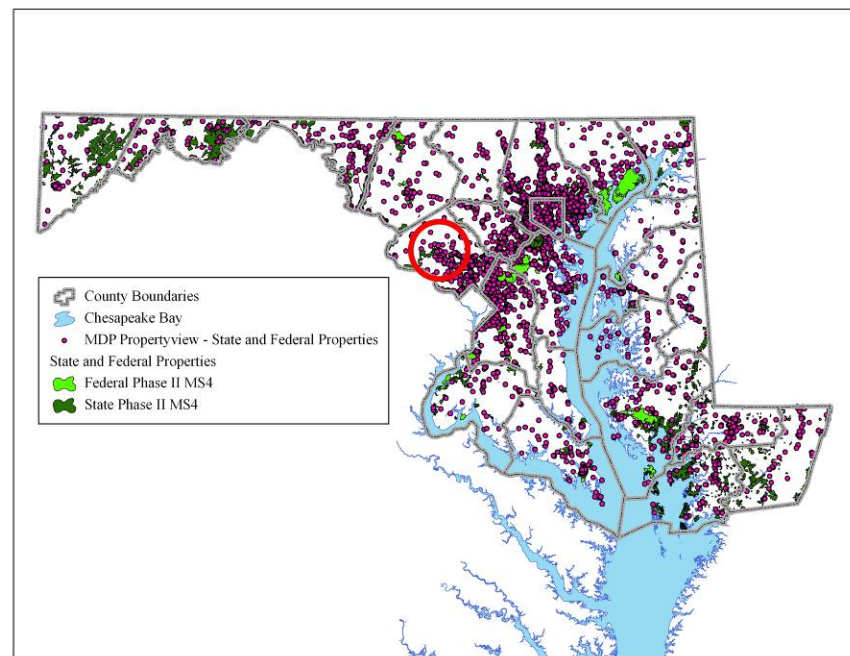 County Boundaries
Chesapeake Bay
MDP Propertyview - State and Federal Properties
State and Federal Properties
Federal Phase II MS4
State Phase II MS4